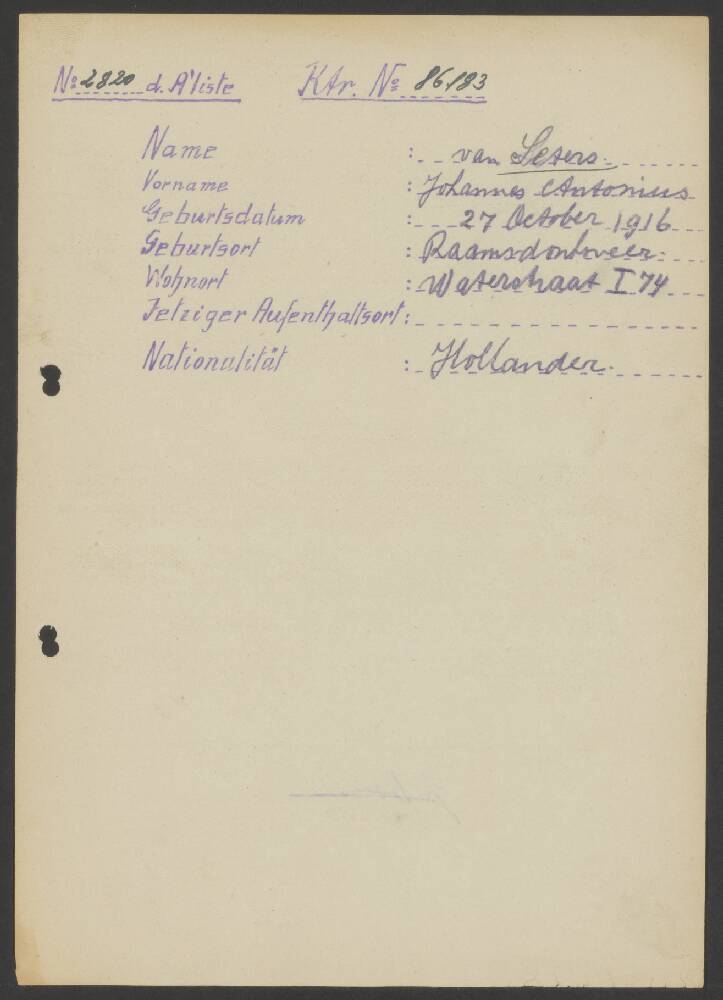 № 2820 d. A'liste Ktr. № 86193
Name : van Seters.
Vorname : Johannes Antonius
Geburtsdatum : 27 October 1916
Geburtsort : Raamsdonkveer.
Wohnort : Waterstraat I 74
Jetziger Aufenthaltsort :
Nationalität : Hollander.